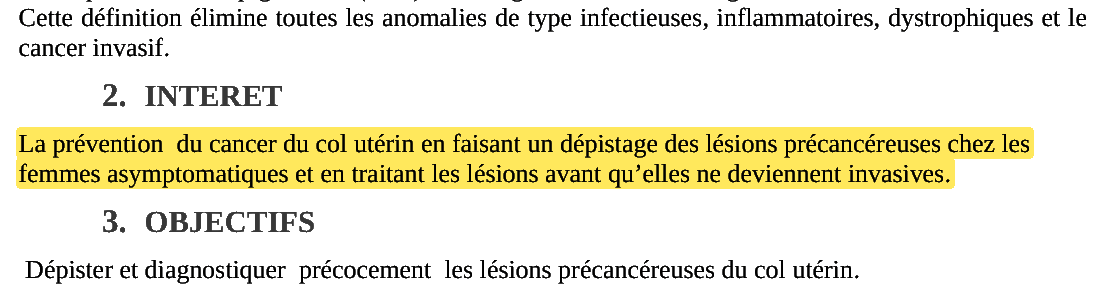 Cette définition élimine toutes les anomalies de type infectieuses, inflammatoires, dystrophiques et le
cancer invasif.
2. INTERET
La prévention du cancer du col utérin en faisant un dépistage des lésions précancéreuses chez les
femmes asymptomatiques et en traitant les lésions avant qu’elles ne deviennent invasives.
3. OBJECTIFS
Dépister et diagnostiquer précocement les lésions précancéreuses du col utérin.